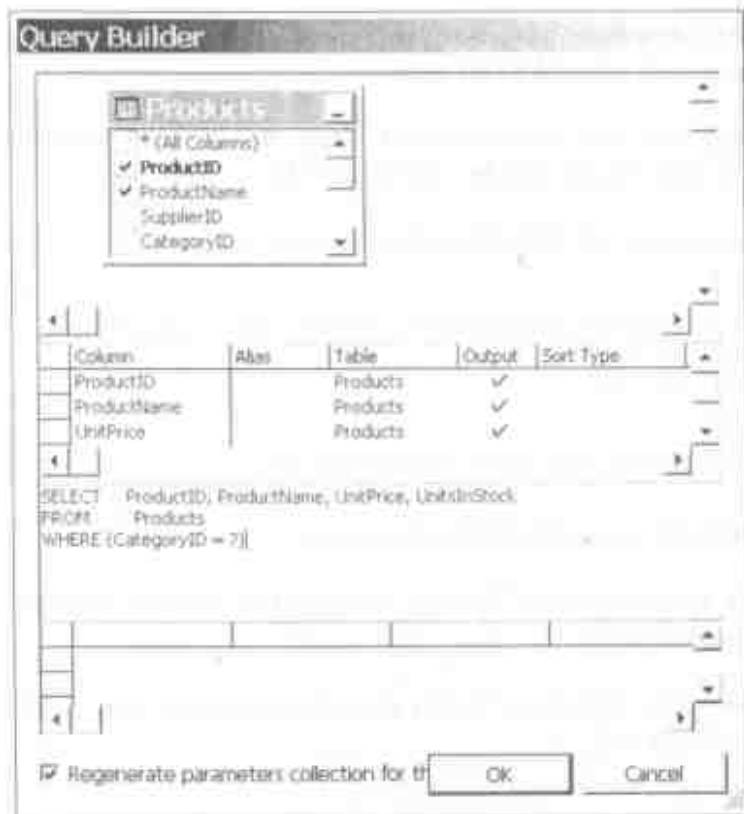 Query Builder
Products
* (All Columns)
ProductID
ProductName
SupplierID
CategoryID
Column Alias Table Output Sort Type
ProductID Products
ProductName Products
UnitPrice Products
SELECT ProductID, ProductName, UnitPrice, UnitsInStock
FROM Products
WHERE (CategoryID = ?)
Regenerate parameters collection for th
OK
Cancel